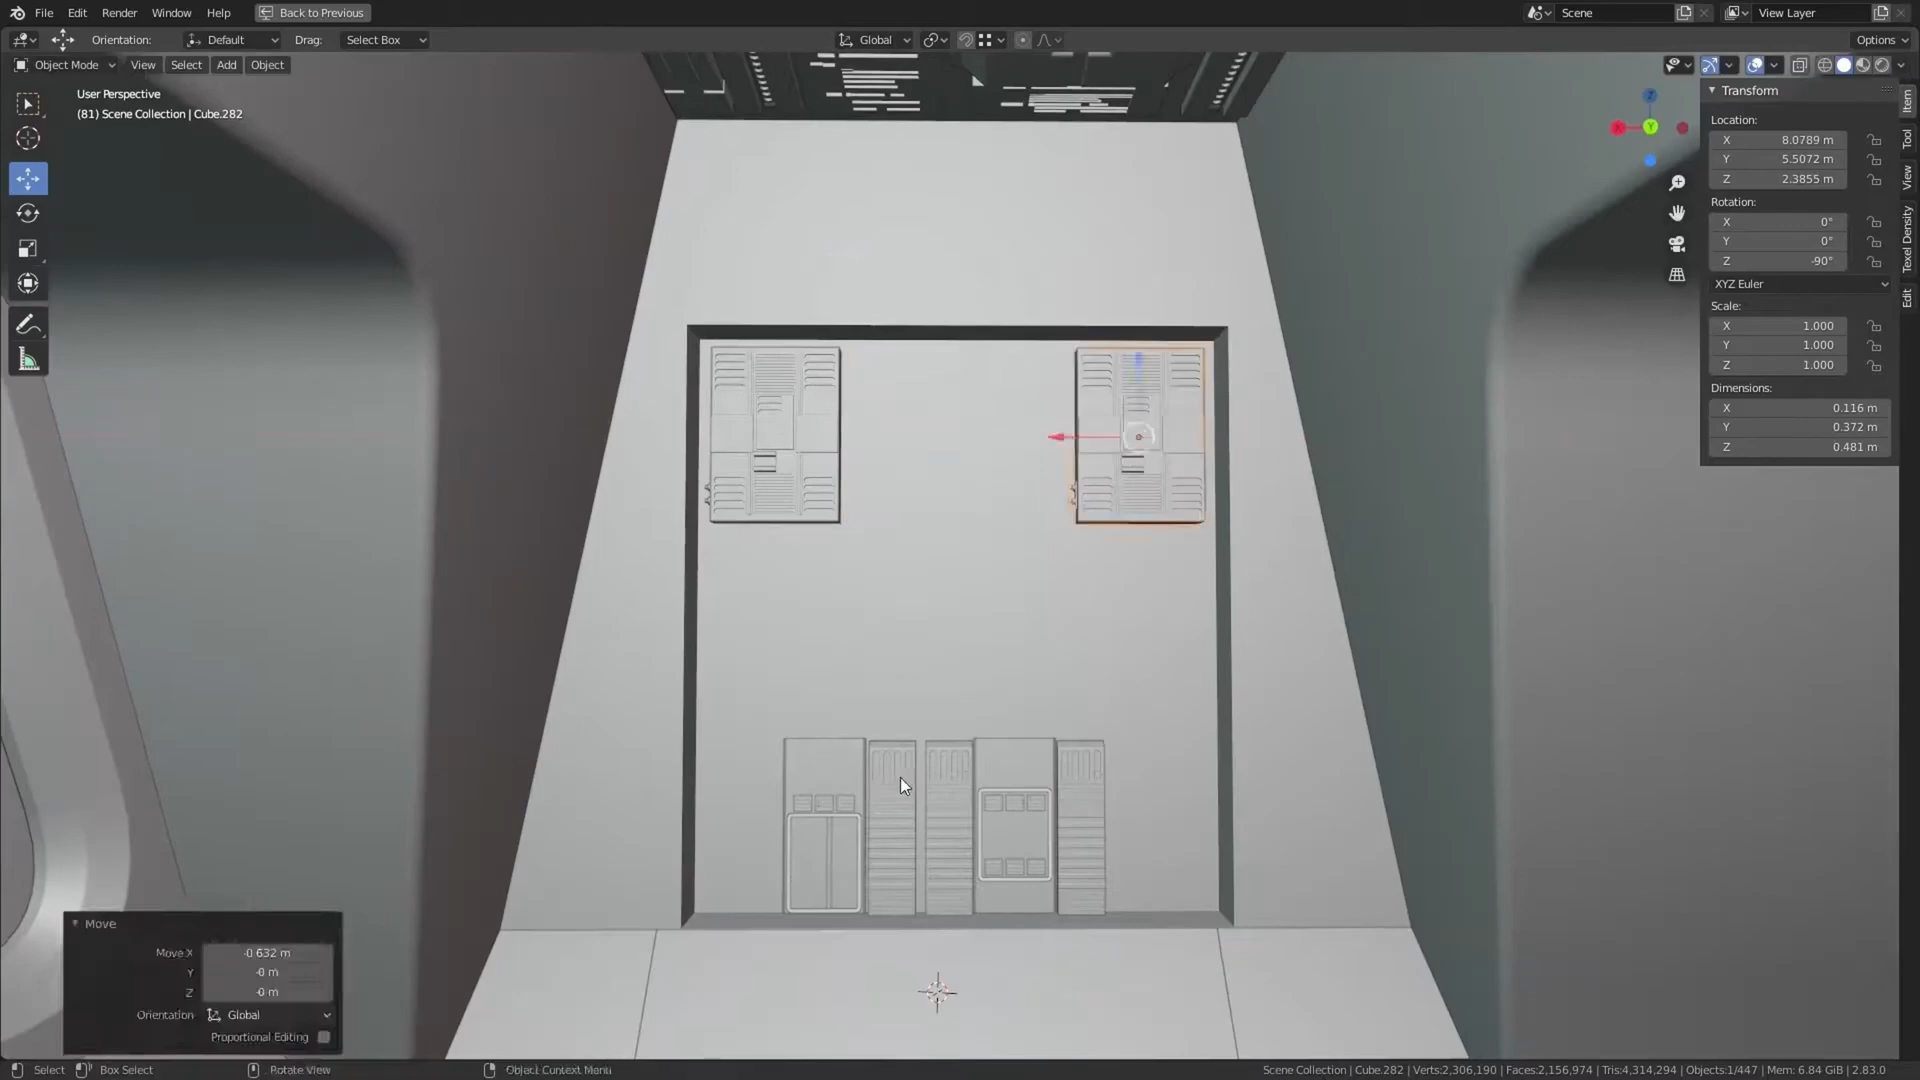 File Edit Render Window Help Back to Previous Scene View Layer
Orientation: Default Drag: Select Box Global Options
Object Mode View Select Add Object
User Perspective
(81) Scene Collection | Cube.282
Z
X
Y
Transform
Location:
X 8.0789 m
Y 5.5072 m
Z 2.3855 m
Rotation:
X 0°
Y 0°
Z -90°
XYZ Euler
Scale:
X 1.000
Y 1.000
Z 1.000
Dimensions:
X 0.116 m
Y 0.372 m
Z 0.481 m
Item
Tool
View
Texel Density
Edit
Move
Move X -0.632 m
Y -0 m
Z -0 m
Orientation Global
Proportional Editing
Select Box Select Rotate View Object Context Menu Scene Collection | Cube.282 | Verts:2,306,190 | Faces:2,156,974 | Tris:4,314,294 | Objects:1/447 | Mem: 6.84 GiB | 2.83.0